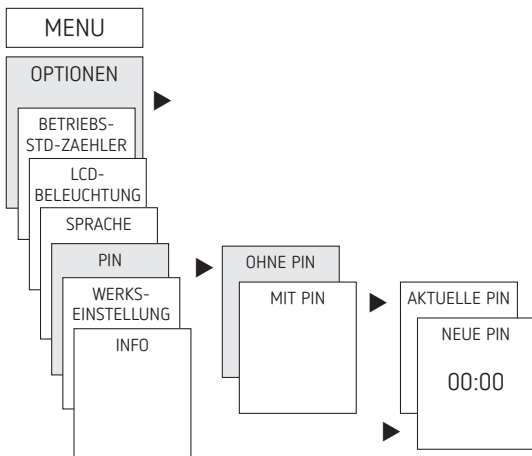 MENU
OPTIONEN
BETRIEBS-
STD-ZAEHLER
LCD-
BELEUCHTUNG
SPRACHE
PIN
WERKS-
EINSTELLUNG
INFO
OHNE PIN
MIT PIN
AKTUELLE PIN
NEUE PIN
00:00